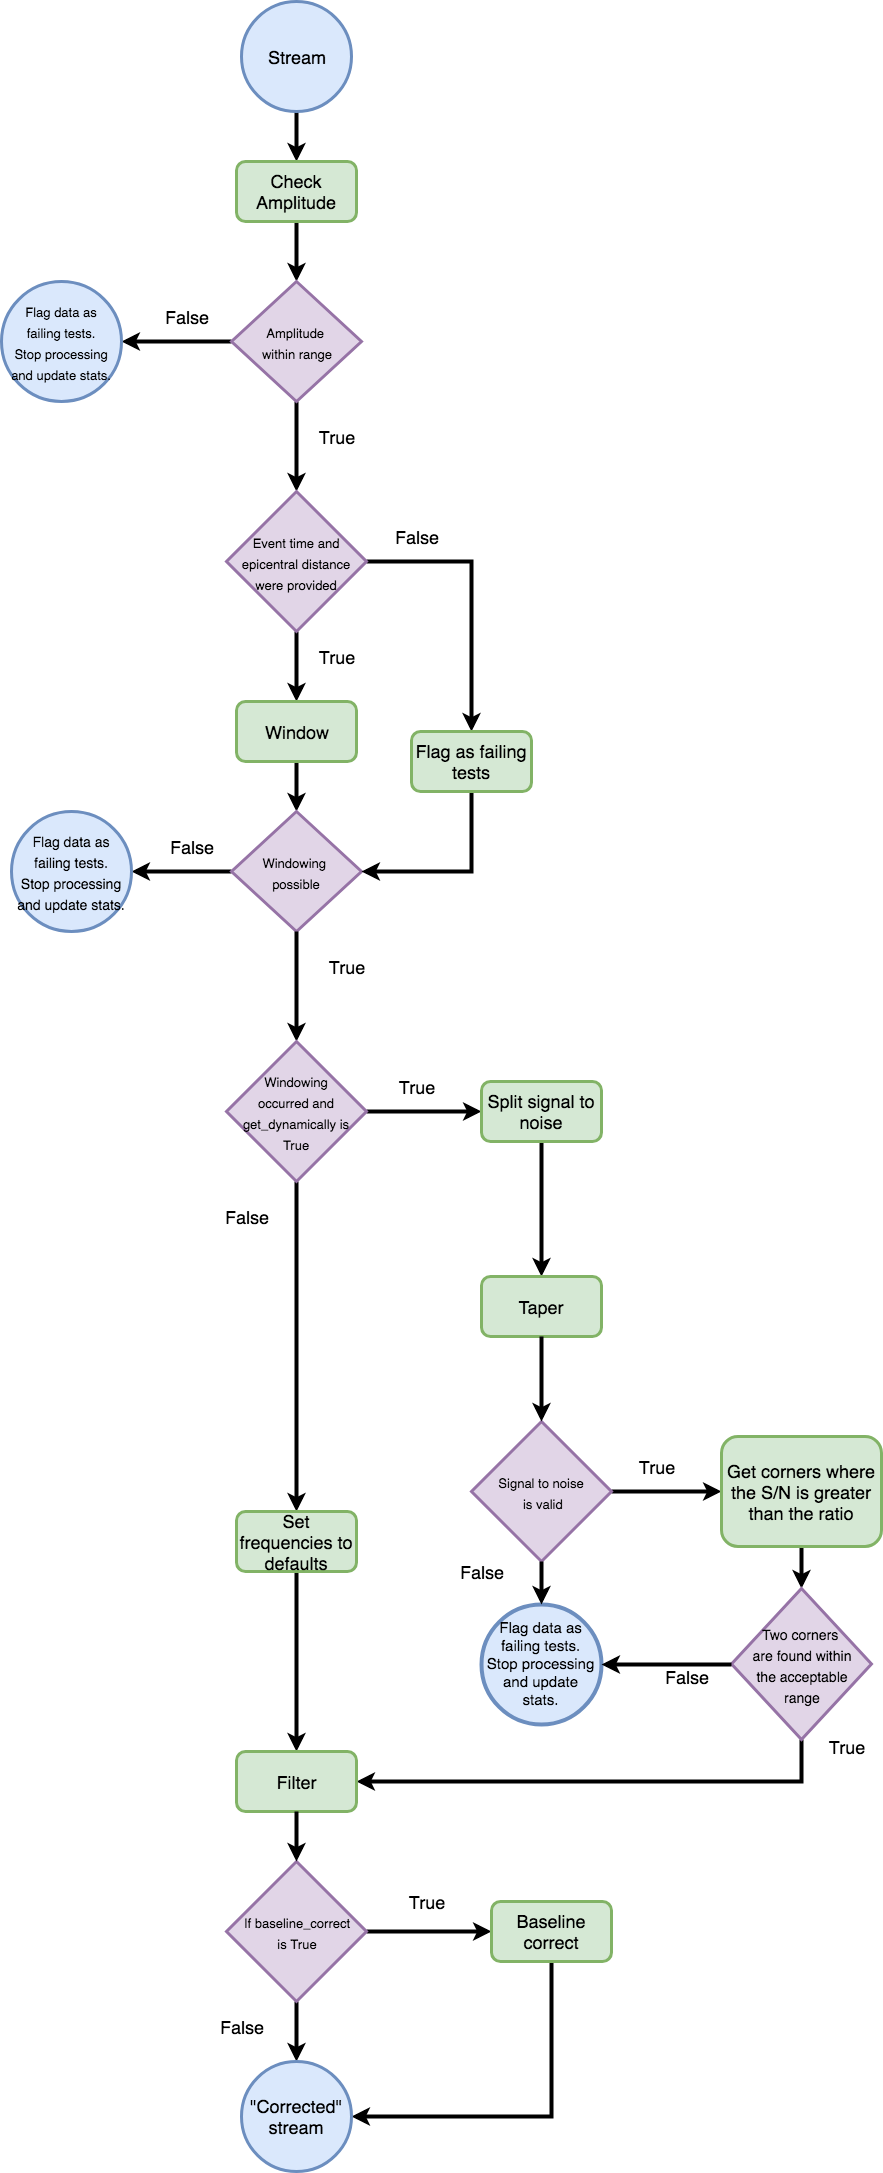 Stream
Check
Amplitude
False
Flag data as
failing tests.
Stop processing
and update stats.
Amplitude
within range
True
Event time and
epicentral distance
were provided
False
True
Window
Flag as failing
tests
False
Flag data as
failing tests.
Stop processing
and update stats.
Windowing
possible
True
Windowing
occurred and
get_dynamically is
True
True
Split signal to
noise
False
Taper
Signal to noise
is valid
True
Get corners where
the S/N is greater
than the ratio
Set
frequencies to
defaults
False
Flag data as
failing tests.
Stop processing
and update
stats.
False
Two corners
are found within
the acceptable
range
True
Filter
If baseline_correct
is True
True
Baseline
correct
False
"Corrected"
stream